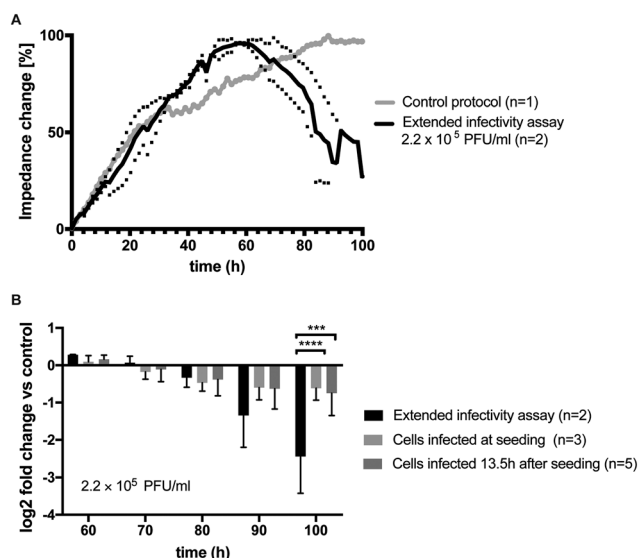 A
Impedance change [%]
100
50
0
0 20 40 60 80 100
time (h)
Control protocol (n=1)
Extended infectivity assay
2.2 x 10⁵ PFU/ml (n=2)
B
log2 fold change vs control
1
0
-1
-2
-3
-4
***
****
2.2 × 10⁵ PFU/ml
60 70 80 90 100
time (h)
Extended infectivity assay (n=2)
Cells infected at seeding (n=3)
Cells infected 13.5h after seeding (n=5)